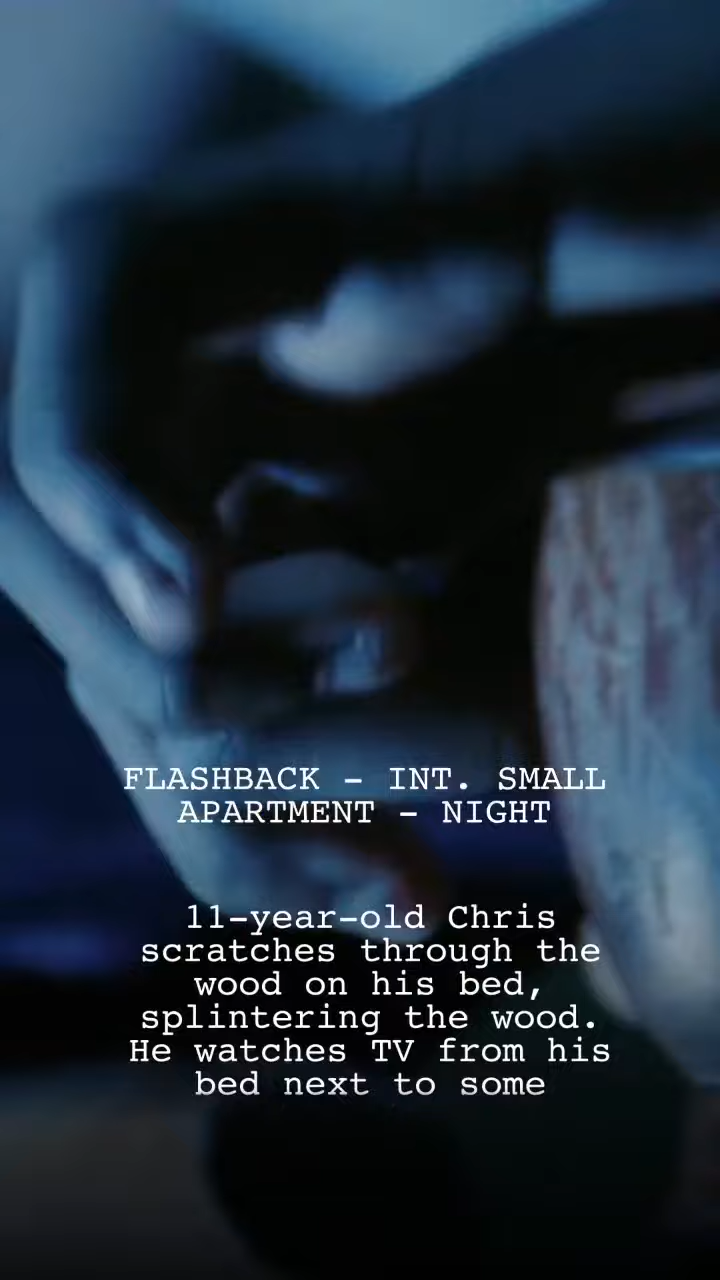 FLASHBACK – INT. SMALL
APARTMENT – NIGHT
11-year-old Chris
scratches through the
wood on his bed,
splintering the wood.
He watches TV from his
bed next to some